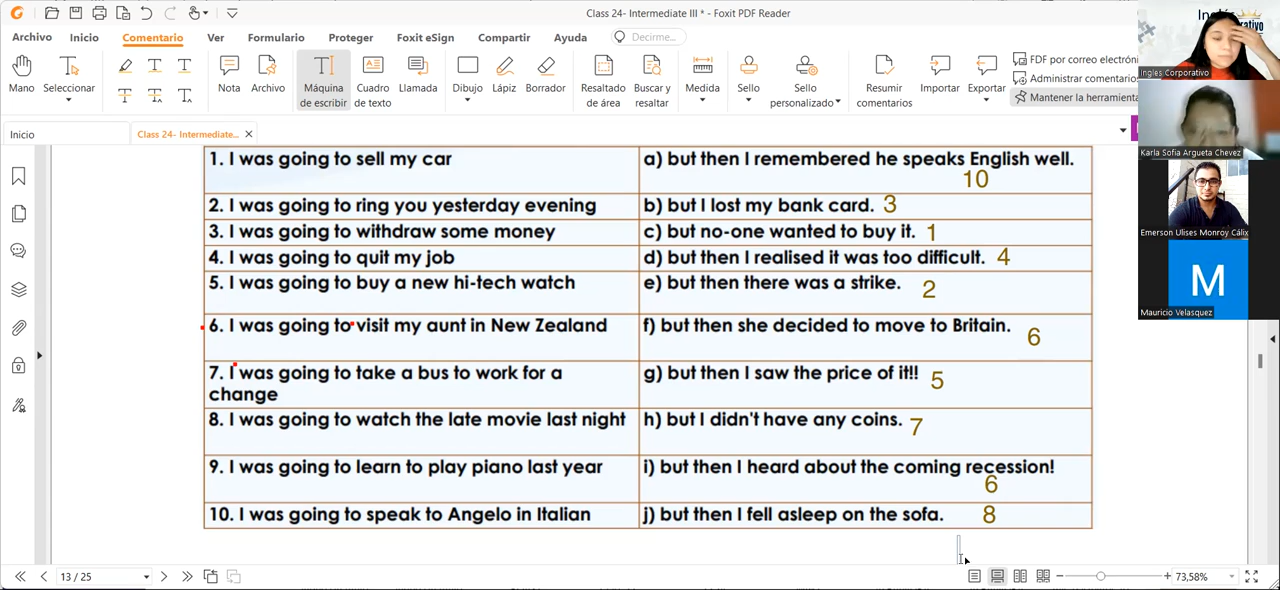 Class 24- Intermediate III * - Foxit PDF Reader
Archivo Inicio Comentario Ver Formulario Proteger Foxit eSign Compartir Ayuda Decirme...
Mano Seleccionar Nota Archivo Máquina de escribir Cuadro de texto Llamada Dibujo Lápiz Borrador Resaltado de área Buscar y resaltar Medida Sello Sello personalizado Resumir comentarios Importar Exportar
FDF por correo electrón
Administrar comentario
Mantener la herramient
Inicio Class 24- Intermediate...
1. I was going to sell my car a) but then I remembered he speaks English well.
10
2. I was going to ring you yesterday evening b) but I lost my bank card. 3
3. I was going to withdraw some money c) but no-one wanted to buy it. 1
4. I was going to quit my job d) but then I realised it was too difficult. 4
5. I was going to buy a new hi-tech watch e) but then there was a strike. 2
6. I was going to visit my aunt in New Zealand f) but then she decided to move to Britain. 6
7. I was going to take a bus to work for a g) but then I saw the price of it!! 5
change
8. I was going to watch the late movie last night h) but I didn't have any coins. 7
9. I was going to learn to play piano last year i) but then I heard about the coming recession!
6
10. I was going to speak to Angelo in Italian j) but then I fell asleep on the sofa. 8
13 / 25 73,58%
Ingles Corporativo
Karla Sofia Argueta Chevez
Emerson Ulises Monroy Cálix
M
Mauricio Velasquez